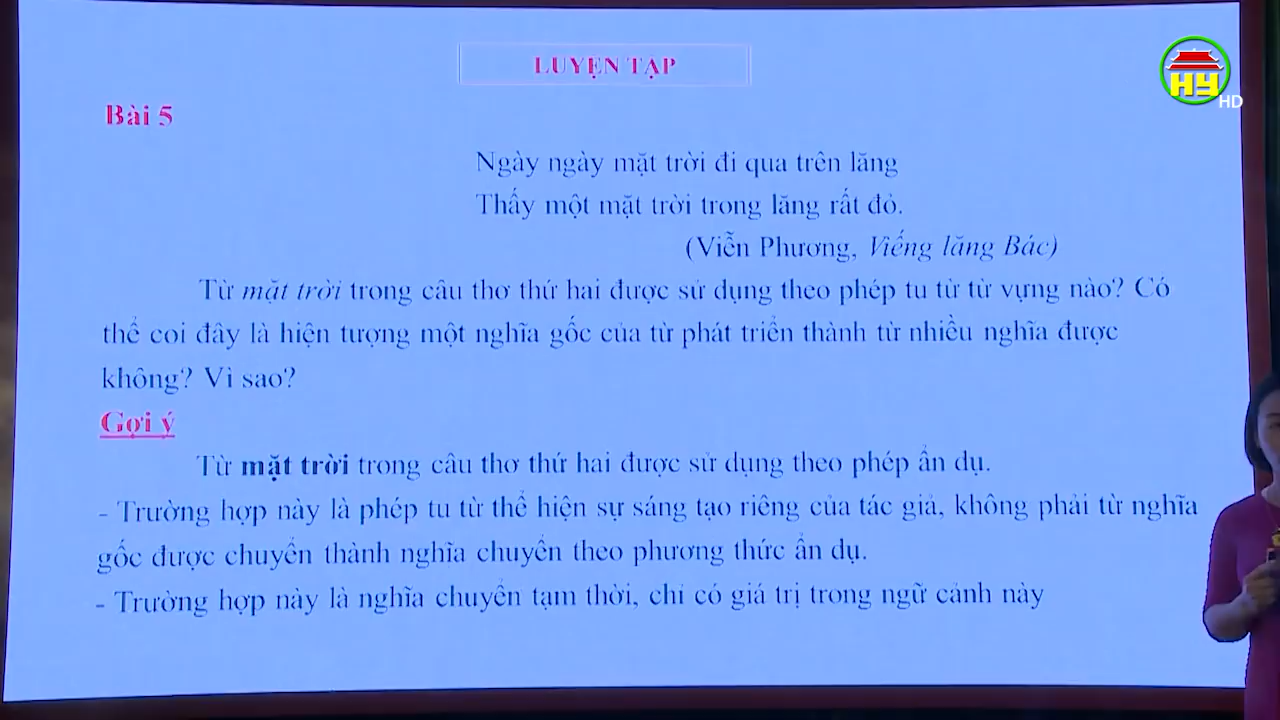 LUYỆN TẬP
HY
HD
Bài 5
Ngày ngày mặt trời đi qua trên lăng
Thấy một mặt trời trong lăng rất đỏ.
(Viễn Phương, Viếng lăng Bác)
Từ mặt trời trong câu thơ thứ hai được sử dụng theo phép tu từ từ vựng nào? Có
thể coi đây là hiện tượng một nghĩa gốc của từ phát triển thành từ nhiều nghĩa được
không? Vì sao?
Gợi ý
Từ mặt trời trong câu thơ thứ hai được sử dụng theo phép ẩn dụ.
- Trường hợp này là phép tu từ thể hiện sự sáng tạo riêng của tác giả, không phải từ nghĩa
gốc được chuyển thành nghĩa chuyển theo phương thức ẩn dụ.
- Trường hợp này là nghĩa chuyển tạm thời, chỉ có giá trị trong ngữ cảnh này